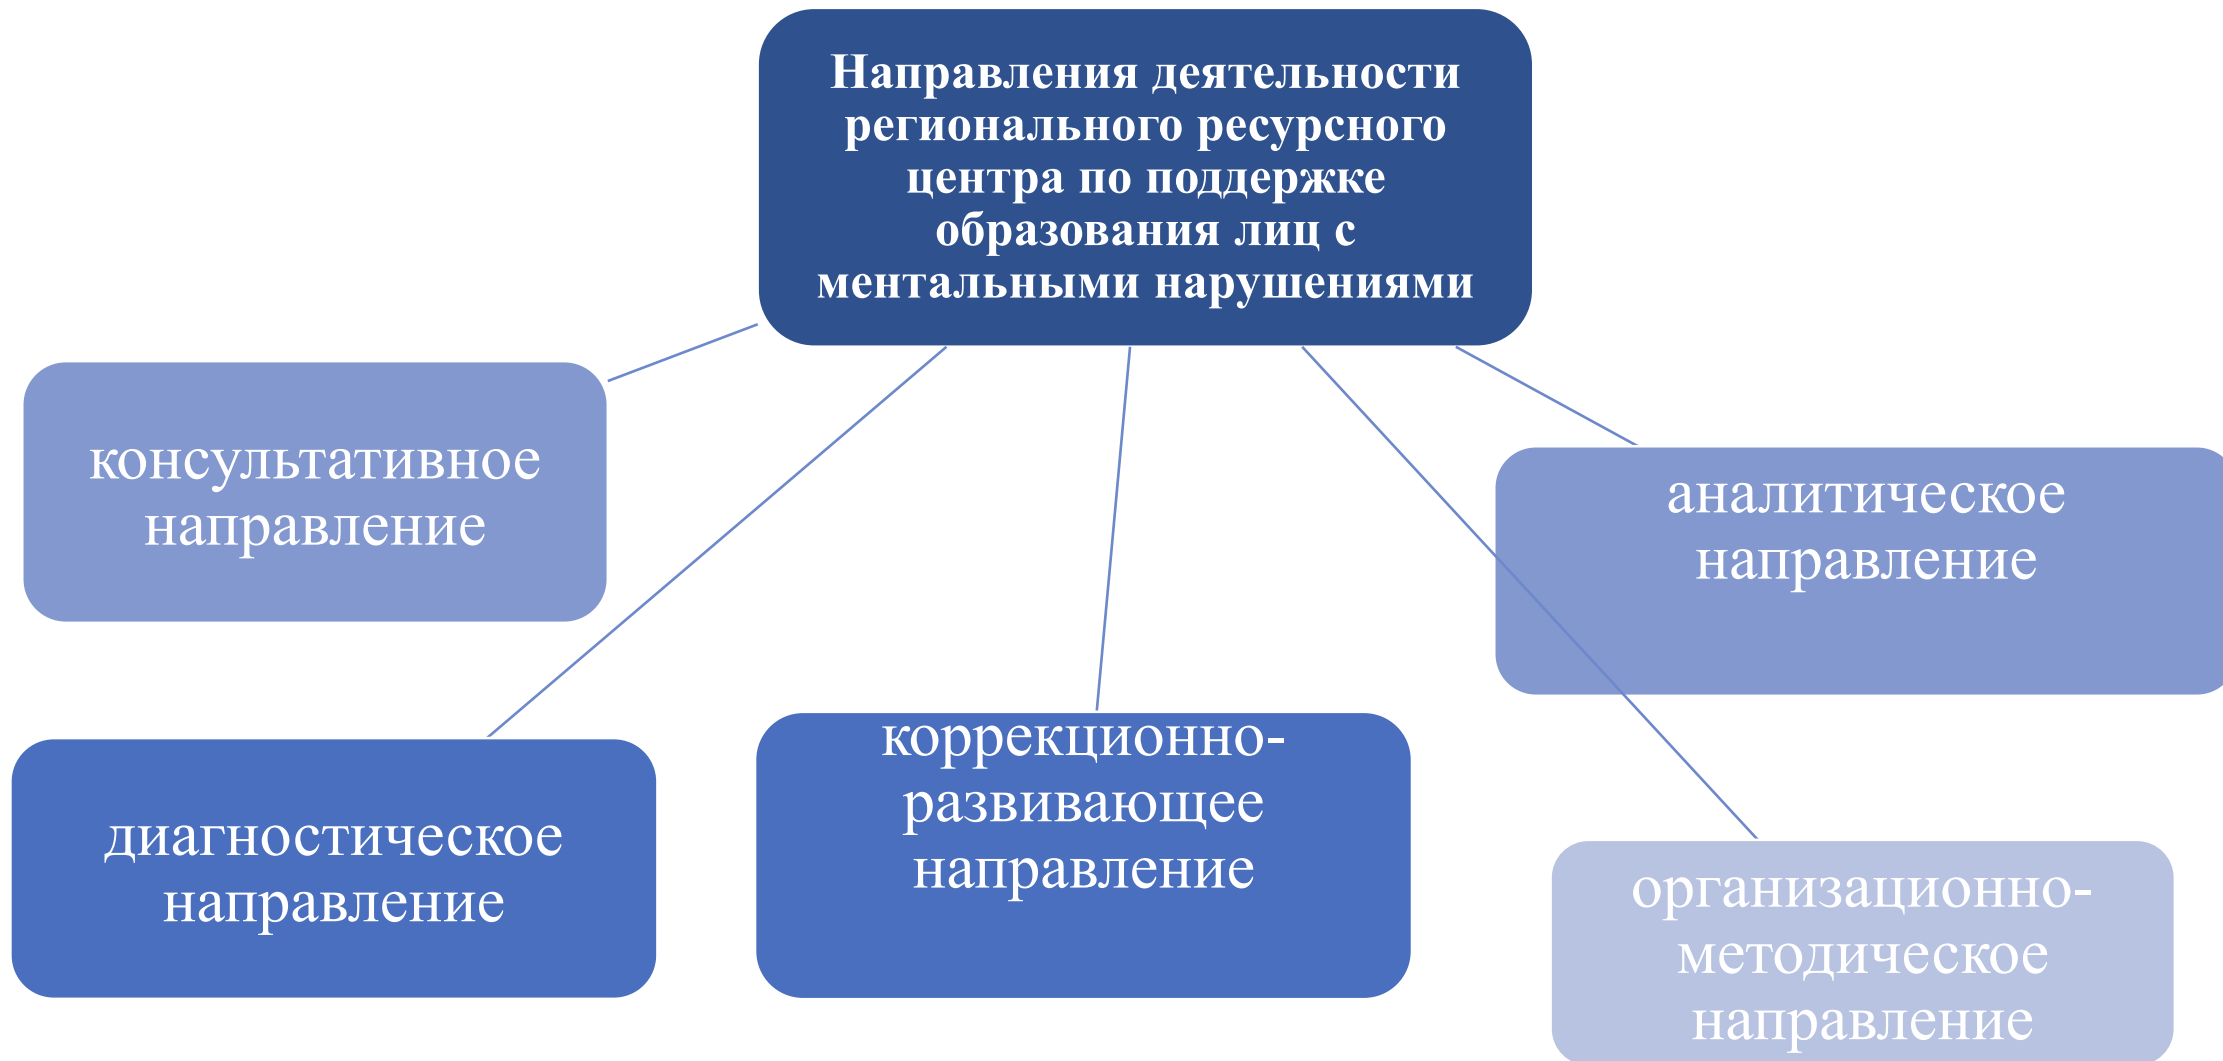 Направления деятельности
регионального ресурсного
центра по поддержке
образования лиц с
ментальными нарушениями
консультативное
направление
аналитическое
направление
диагностическое
направление
коррекционно-
развивающее
направление
организационно-
методическое
направление